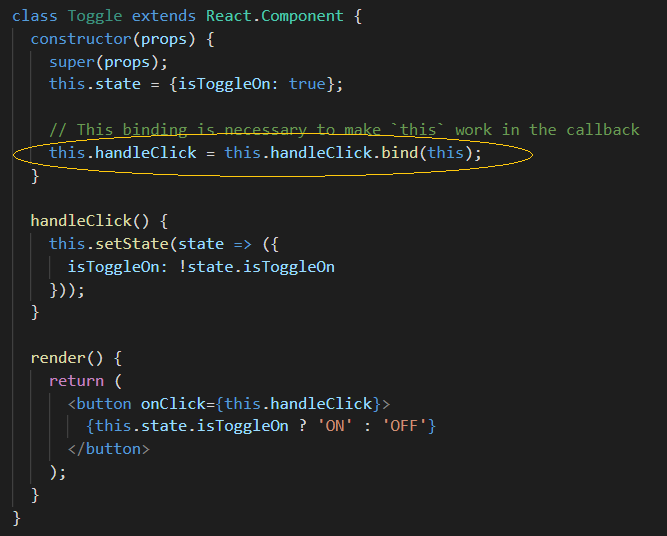 class Toggle extends React.Component {
  constructor(props) {
    super(props);
    this.state = {isToggleOn: true};

    // This binding is necessary to make `this` work in the callback
    this.handleClick = this.handleClick.bind(this);
  }

  handleClick() {
    this.setState(state => ({
      isToggleOn: !state.isToggleOn
    }));
  }

  render() {
    return (
      <button onClick={this.handleClick}>
        {this.state.isToggleOn ? 'ON' : 'OFF'}
      </button>
    );
  }
}